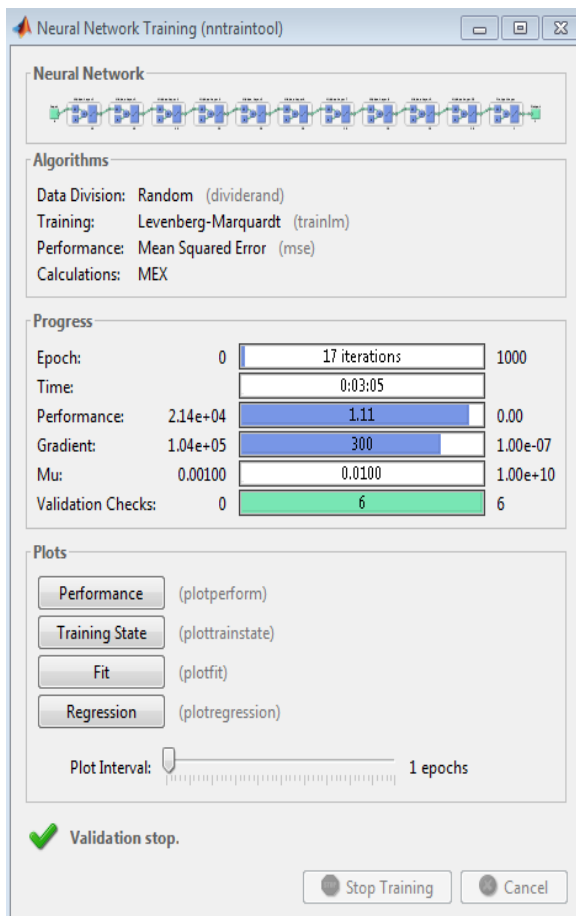 Neural Network Training (nntraintool)
Neural Network
Algorithms
Data Division: Random (dividerand)
Training: Levenberg-Marquardt (trainlm)
Performance: Mean Squared Error (mse)
Calculations: MEX
Progress
Epoch: 0 17 iterations 1000
Time: 0:03:05
Performance: 2.14e+04 1.11 0.00
Gradient: 1.04e+05 300 1.00e-07
Mu: 0.00100 0.0100 1.00e+10
Validation Checks: 0 6 6
Plots
Performance (plotperform)
Training State (plottrainstate)
Fit (plotfit)
Regression (plotregression)
Plot Interval: 1 epochs
Validation stop.
Stop Training Cancel